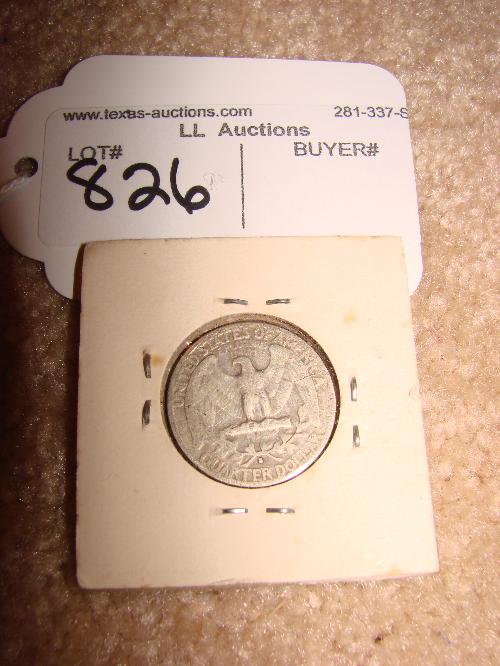 www.texas-auctions.com 281-337-S
LL Auctions
LOT# BUYER#
826
UNITED STATES OF AMERICA
QUARTER DOLLAR